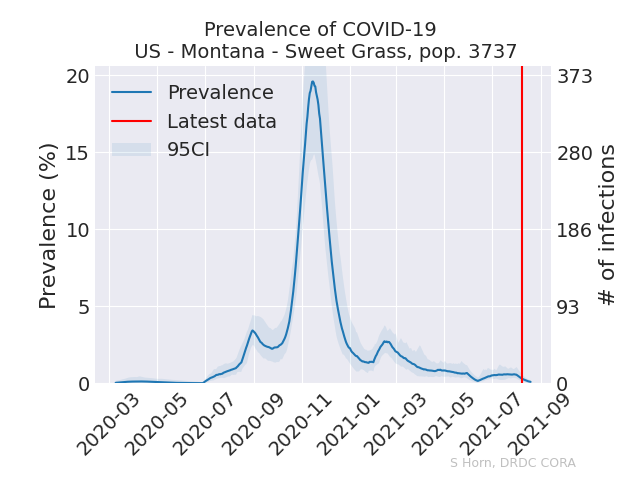 Prevalence of COVID-19
US - Montana - Sweet Grass, pop. 3737
Prevalence
Latest data
95CI
Prevalence (%)
20
15
10
5
0
373
280
186
93
0
# of infections
2020-03
2020-05
2020-07
2020-09
2020-11
2021-01
2021-03
2021-05
2021-07
2021-09
S Horn, DRDC CORA